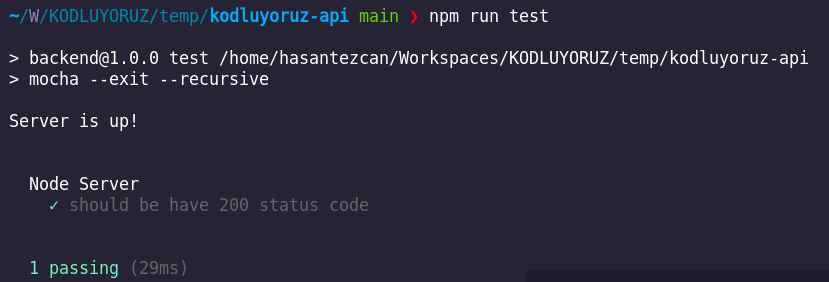 ~/W/KODLUYORUZ/temp/kodluyoruz-api main ❯ npm run test
> backend@1.0.0 test /home/hasantezcan/Workspaces/KODLUYORUZ/temp/kodluyoruz-api
> mocha --exit --recursive
Server is up!
Node Server
✓ should be have 200 status code
1 passing (29ms)